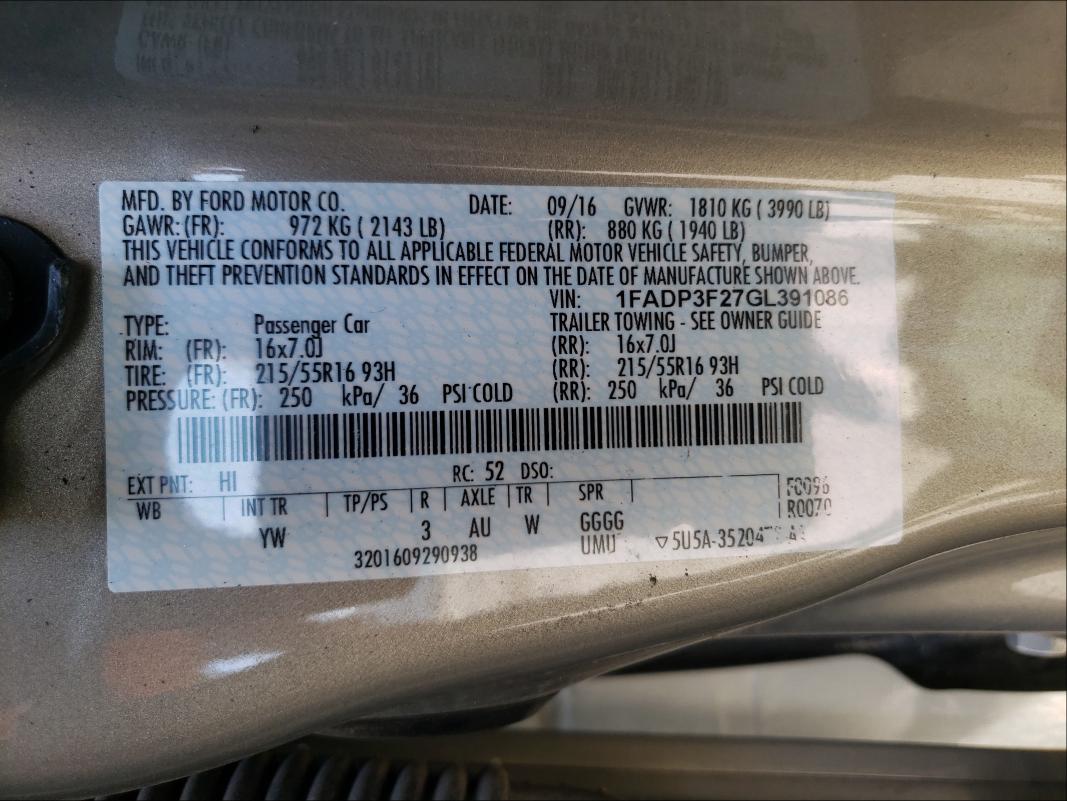 MFD. BY FORD MOTOR CO. DATE: 09/16 GVWR: 1810 KG ( 3990 LB)
GAWR:(FR): 972 KG ( 2143 LB) (RR): 880 KG ( 1940 LB)
THIS VEHICLE CONFORMS TO ALL APPLICABLE FEDERAL MOTOR VEHICLE SAFETY, BUMPER,
AND THEFT PREVENTION STANDARDS IN EFFECT ON THE DATE OF MANUFACTURE SHOWN ABOVE.
VIN: 1FADP3F27GL391086
TYPE: Passenger Car TRAILER TOWING - SEE OWNER GUIDE
RIM: (FR): 16x7.0J (RR): 16x7.0J
TIRE: (FR): 215/55R16 93H (RR): 215/55R16 93H
PRESSURE: (FR): 250 kPa/ 36 PSI COLD (RR): 250 kPa/ 36 PSI COLD
EXT PNT: HI RC: 52 DSO: F0096
WB INT TR TP/PS R AXLE TR SPR R0070
YW 3 AU W GGGG
3201609290938 UMU